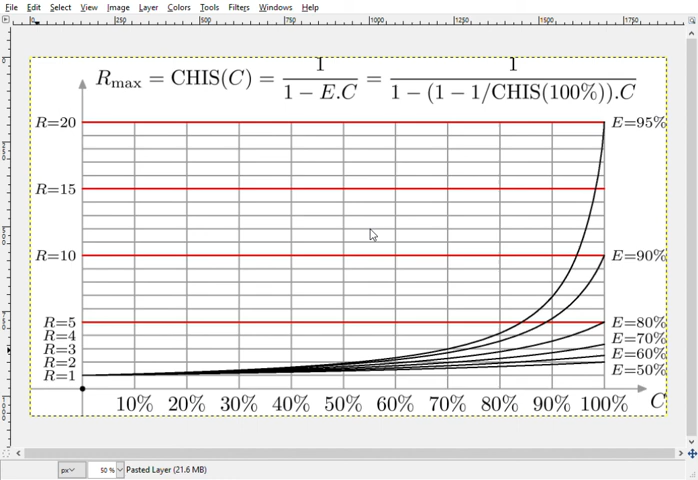 File Edit Select View Image Layer Colors Tools Filters Windows Help
0 250 500 750 1000 1250 1500 1750
R_max = CHIS(C) = 1/(1 − E.C) = 1/(1 − (1 − 1/CHIS(100%)).C)
R=20 E=95%
R=15
R=10 E=90%
R=5 E=80%
R=4 E=70%
R=3 E=60%
R=2 E=50%
R=1
10% 20% 30% 40% 50% 60% 70% 80% 90% 100% C
px 50 % Pasted Layer (21.6 MB)